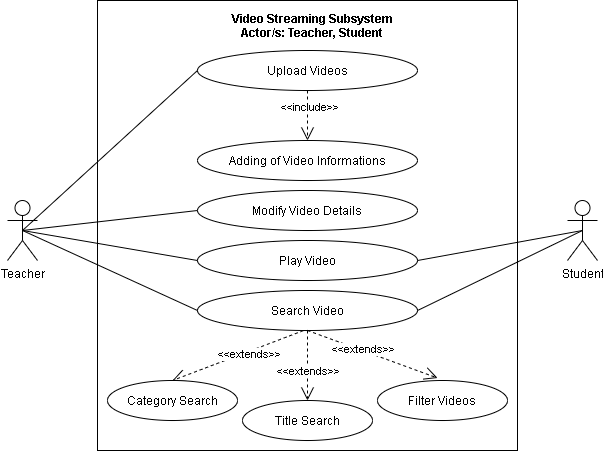 Video Streaming Subsystem
Actor/s: Teacher, Student
Upload Videos
<<include>>
Adding of Video Informations
Modify Video Details
Teacher
Play Video
Student
Search Video
<<extends>>
<<extends>>
<<extends>>
Category Search
Title Search
Filter Videos